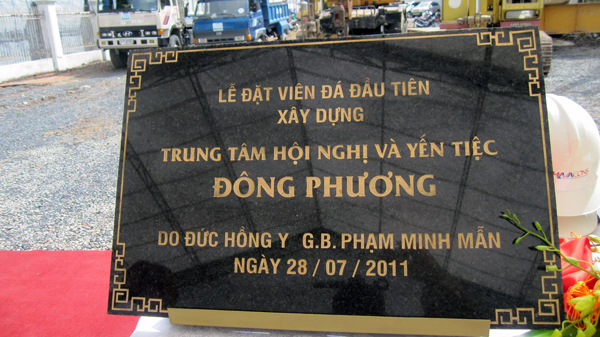 LỄ ĐẶT VIÊN ĐÁ ĐẦU TIÊN
XÂY DỰNG
TRUNG TÂM HỘI NGHỊ VÀ YẾN TIỆC
ĐÔNG PHƯƠNG
DO ĐỨC HỒNG Y G.B. PHẠM MINH MẪN
NGÀY 28 / 07 / 2011